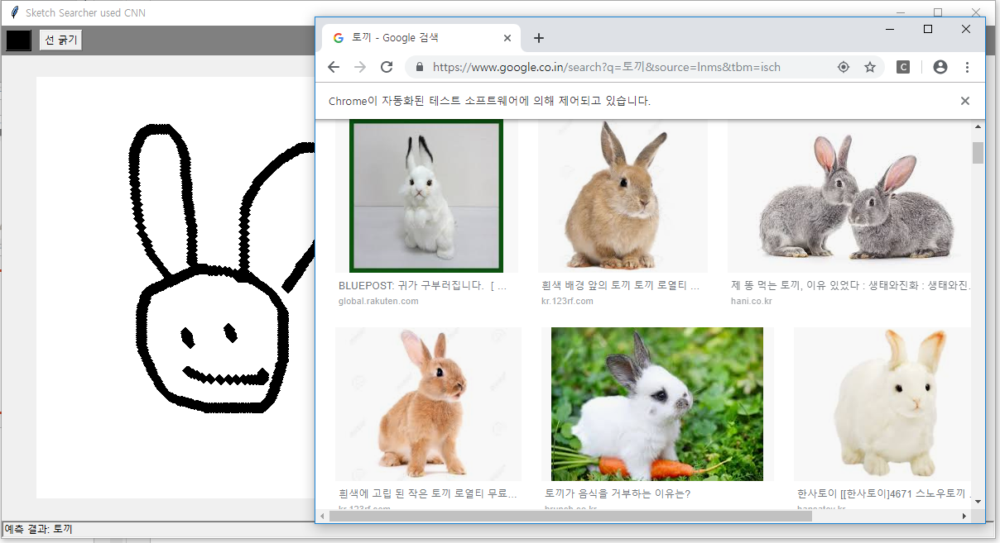 Sketch Searcher used CNN
선 굵기
토끼 - Google 검색
https://www.google.co.in/search?q=토끼&source=lnms&tbm=isch
C
Chrome이 자동화된 테스트 소프트웨어에 의해 제어되고 있습니다.
BLUEPOST: 귀가 구부러집니다. [ ...
global.rakuten.com
흰색 배경 앞의 토끼 토끼 로열티 ...
kr.123rf.com
제 똥 먹는 토끼, 이유 있었다 : 생태와진화 : 생태와진...
hani.co.kr
흰색에 고립 된 작은 토끼 로열티 무료...
kr.123rf.com
토끼가 음식을 거부하는 이유는?
brunch.co.kr
한사토이 [[한사토이]4671 스노우토끼 ...
예측 결과: 토끼